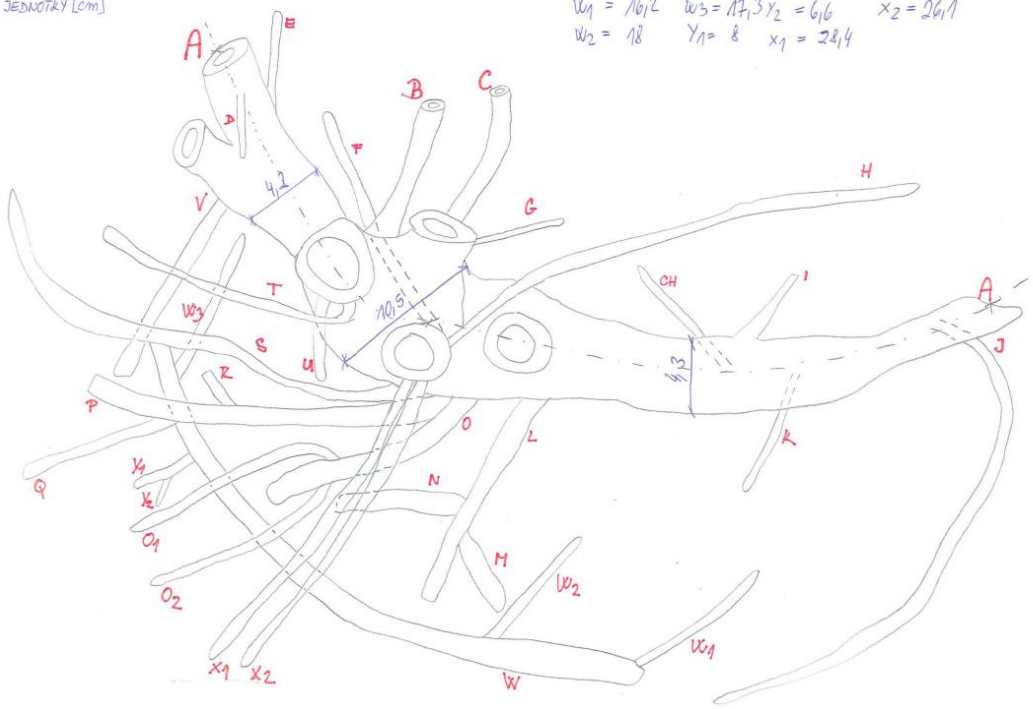 JEDNOTKY [cm]
W1 = 16,2 W3 = 17,3 Y2 = 6,6 X2 = 26,1
W2 = 18 Y1 = 8 X1 = 28,4
E
A
B
C
D
F
H
4,2
V
G
T
CH
I
A
10,5
W3
S
U
4,3
J
R
P
O
L
K
Q
Y1
N
Y2
O1
M
W2
O2
W1
X1 X2
W